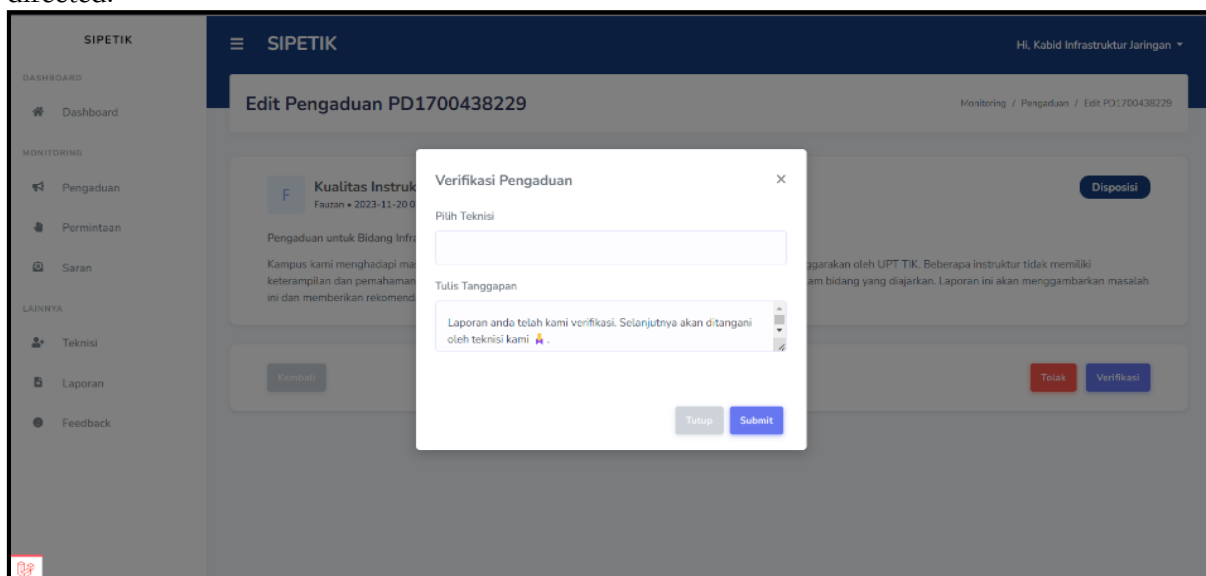 directed.
SIPETIK
SIPETIK
Hi, Kabid Infrastruktur Jaringan
DASHBOARD
Dashboard
Edit Pengaduan PD1700438229
Monitoring / Pengaduan / Edit PD1700438229
MONITORING
Pengaduan
Permintaan
Saran
LAINNYA
Teknisi
Laporan
Feedback
F
Kualitas Instruk
Fauzan • 2023-11-20 0
Disposisi
Pengaduan untuk Bidang Infra
Kampus kami menghadapi ma
ggarakan oleh UPT TIK. Beberapa instruktur tidak memiliki
keterampilan dan pemahaman
am bidang yang diajarkan. Laporan ini akan menggambarkan masalah
ini dan memberikan rekomend
Kembali
Tolak
Verifikasi
Verifikasi Pengaduan
×
Pilih Teknisi
Tulis Tanggapan
Laporan anda telah kami verifikasi. Selanjutnya akan ditangani
oleh teknisi kami 🧘‍♀️ .
Tutup
Submit